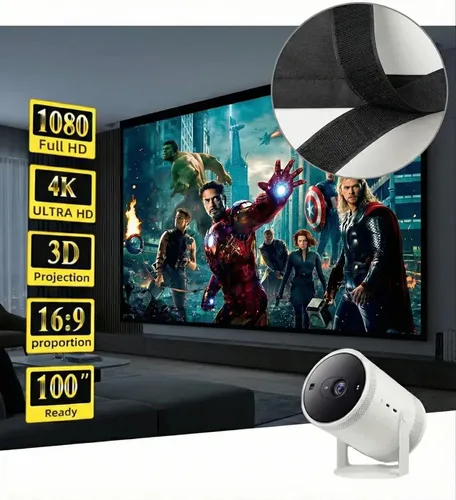 1080
Full HD
4K
ULTRA HD
3D
Projection
16:9
proportion
100"
Ready